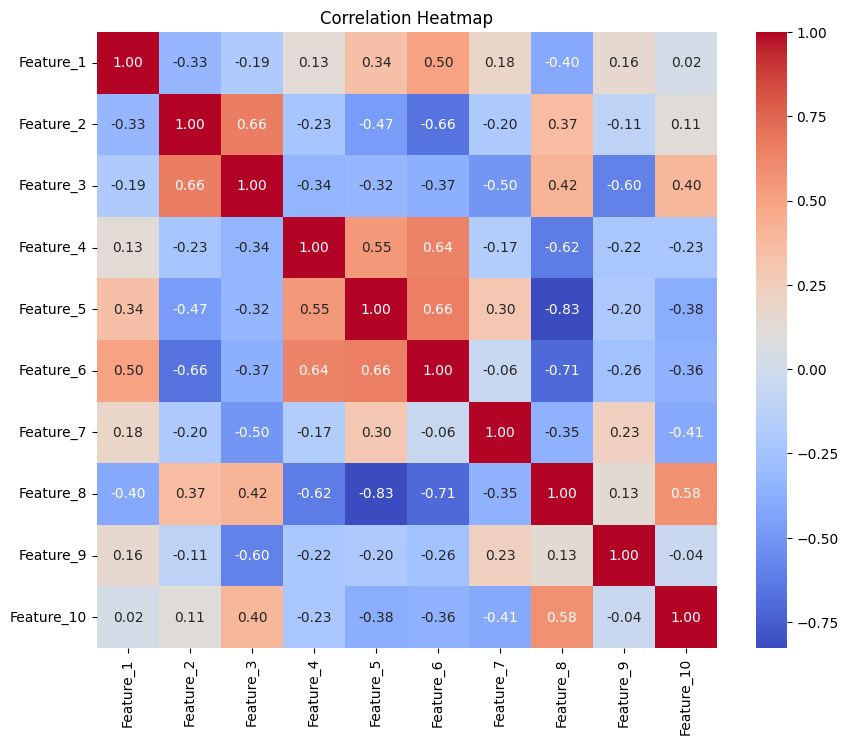 Correlation Heatmap
Feature_1 1.00 -0.33 -0.19 0.13 0.34 0.50 0.18 -0.40 0.16 0.02
Feature_2 -0.33 1.00 0.66 -0.23 -0.47 -0.66 -0.20 0.37 -0.11 0.11
Feature_3 -0.19 0.66 1.00 -0.34 -0.32 -0.37 -0.50 0.42 -0.60 0.40
Feature_4 0.13 -0.23 -0.34 1.00 0.55 0.64 -0.17 -0.62 -0.22 -0.23
Feature_5 0.34 -0.47 -0.32 0.55 1.00 0.66 0.30 -0.83 -0.20 -0.38
Feature_6 0.50 -0.66 -0.37 0.64 0.66 1.00 -0.06 -0.71 -0.26 -0.36
Feature_7 0.18 -0.20 -0.50 -0.17 0.30 -0.06 1.00 -0.35 0.23 -0.41
Feature_8 -0.40 0.37 0.42 -0.62 -0.83 -0.71 -0.35 1.00 0.13 0.58
Feature_9 0.16 -0.11 -0.60 -0.22 -0.20 -0.26 0.23 0.13 1.00 -0.04
Feature_10 0.02 0.11 0.40 -0.23 -0.38 -0.36 -0.41 0.58 -0.04 1.00
Feature_1
Feature_2
Feature_3
Feature_4
Feature_5
Feature_6
Feature_7
Feature_8
Feature_9
Feature_10
1.00
0.75
0.50
0.25
0.00
−0.25
−0.50
−0.75